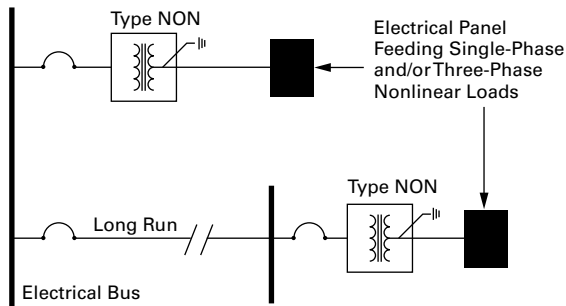 Type NON
Electrical Panel
Feeding Single-Phase
and/or Three-Phase
Nonlinear Loads
Type NON
Long Run
Electrical Bus